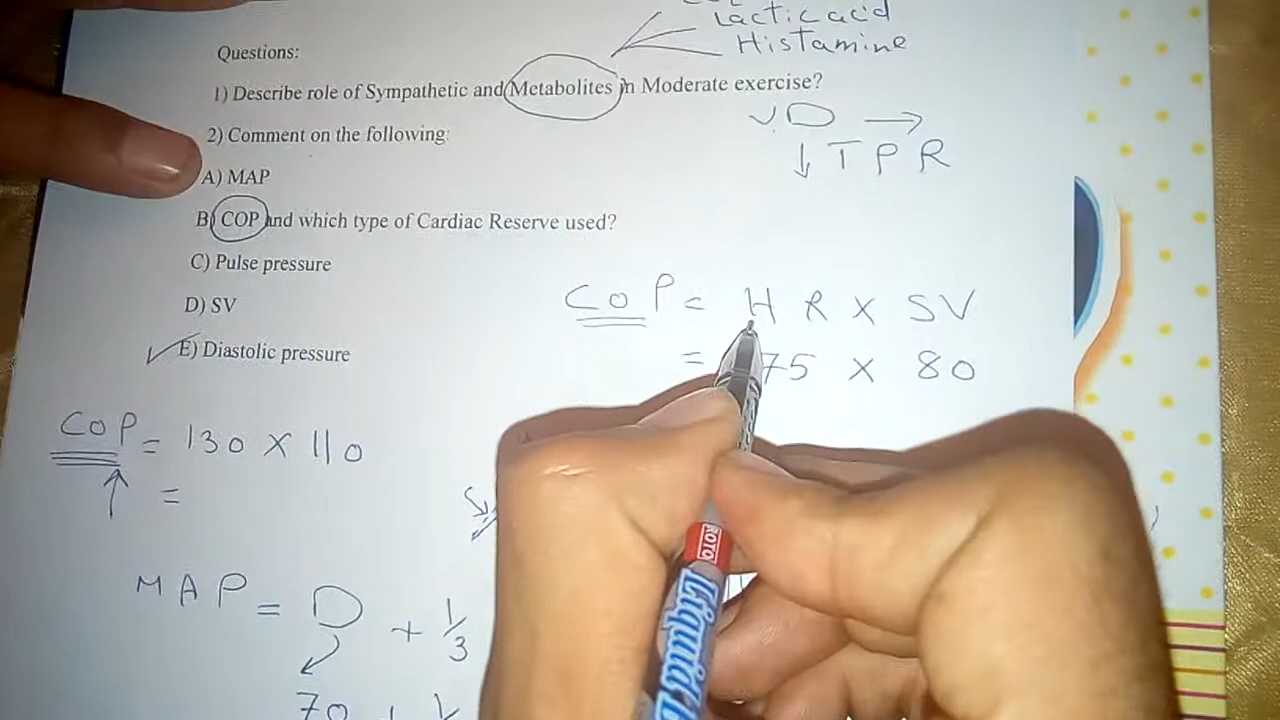 Lactic acid
Histamine
Questions:
1) Describe role of Sympathetic and Metabolites in Moderate exercise?
VD →
↓ TPR
2) Comment on the following:
A) MAP
B) COP and which type of Cardiac Reserve used?
C) Pulse pressure
D) SV
E) Diastolic pressure
COP = HR X SV
= 75 X 80
COP = 130 X 110
↑ =
MAP = D + 1/3
70 +
ROTO
Liquid